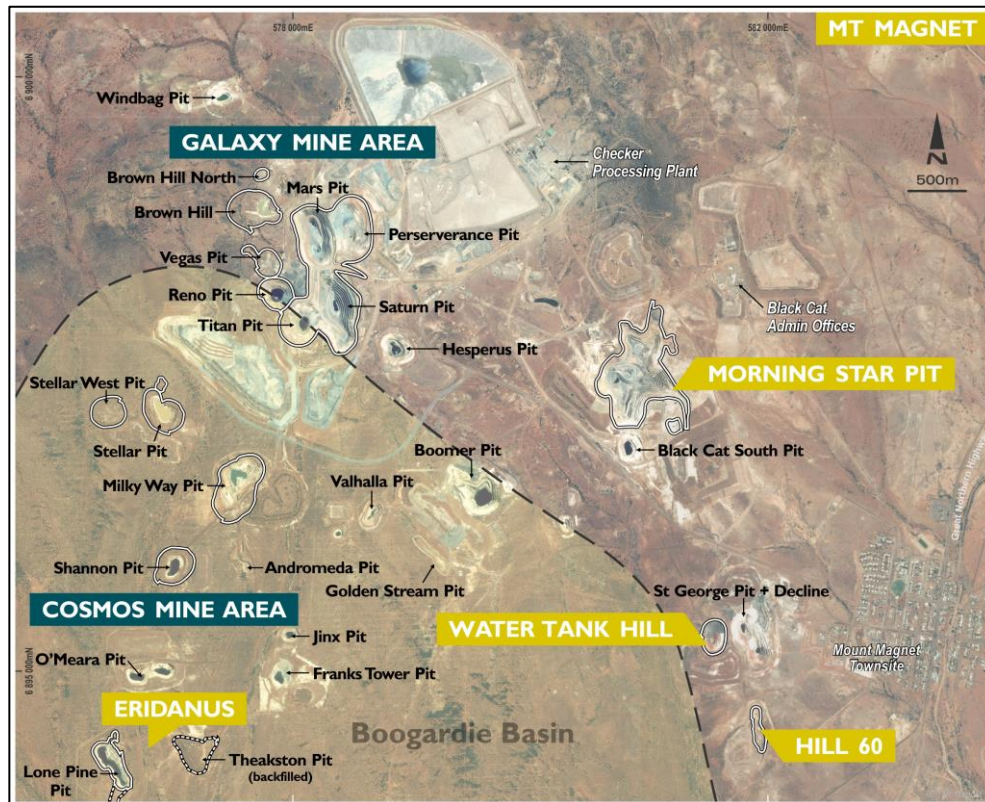 578 000mE
582 000mE
MT MAGNET
6 900 000mN
Windbag Pit
GALAXY MINE AREA
Checker
Processing Plant
N
500m
Brown Hill North
Mars Pit
Brown Hill
Perserverance Pit
Vegas Pit
Reno Pit
Saturn Pit
Titan Pit
Black Cat
Admin Offices
Hesperus Pit
MORNING STAR PIT
Stellar West Pit
Stellar Pit
Boomer Pit
Black Cat South Pit
Milky Way Pit
Valhalla Pit
Great Northern Highway
Shannon Pit
Andromeda Pit
Golden Stream Pit
St George Pit + Decline
COSMOS MINE AREA
WATER TANK HILL
Jinx Pit
Mount Magnet
Townsite
O'Meara Pit
Franks Tower Pit
6 895 000mN
ERIDANUS
Boogardie Basin
HILL 60
Theakston Pit
(backfilled)
Lone Pine
Pit